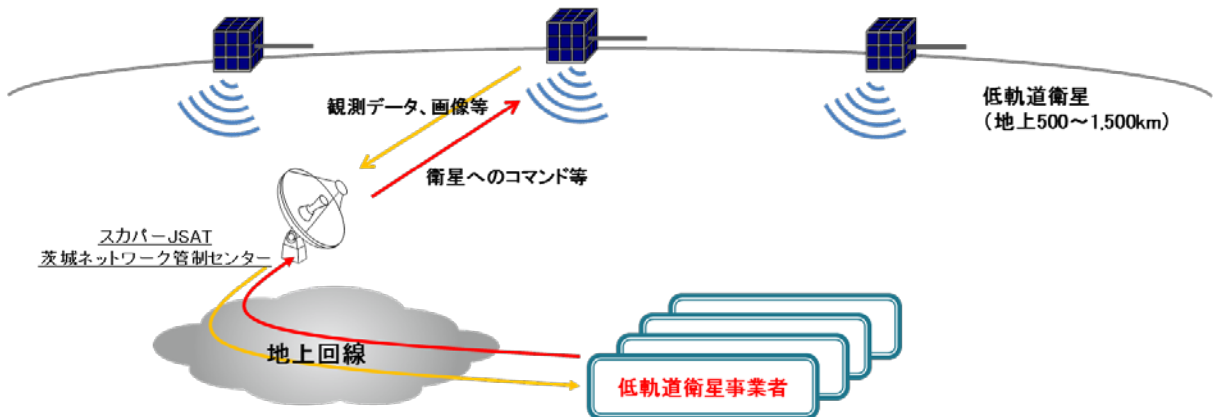 観測データ、画像等
低軌道衛星
（地上500～1,500km）
衛星へのコマンド等
スカパーJSAT
茨城ネットワーク管制センター
地上回線
低軌道衛星事業者